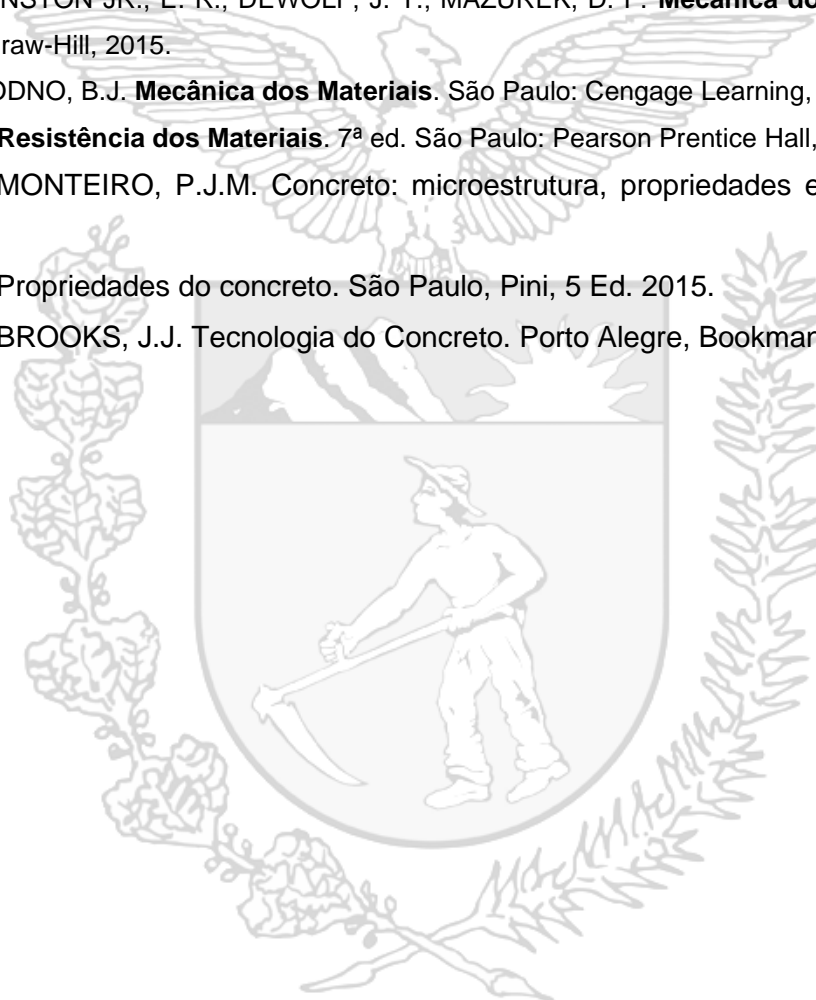 NSTON JR., E. R., DEWOLF, J. T., MAZUREK, D. F. Mecânica do
raw-Hill, 2015.
ODNO, B.J. Mecânica dos Materiais. São Paulo: Cengage Learning,
Resistência dos Materiais. 7ª ed. São Paulo: Pearson Prentice Hall,
MONTEIRO, P.J.M. Concreto: microestrutura, propriedades e
Propriedades do concreto. São Paulo, Pini, 5 Ed. 2015.
BROOKS, J.J. Tecnologia do Concreto. Porto Alegre, Bookman